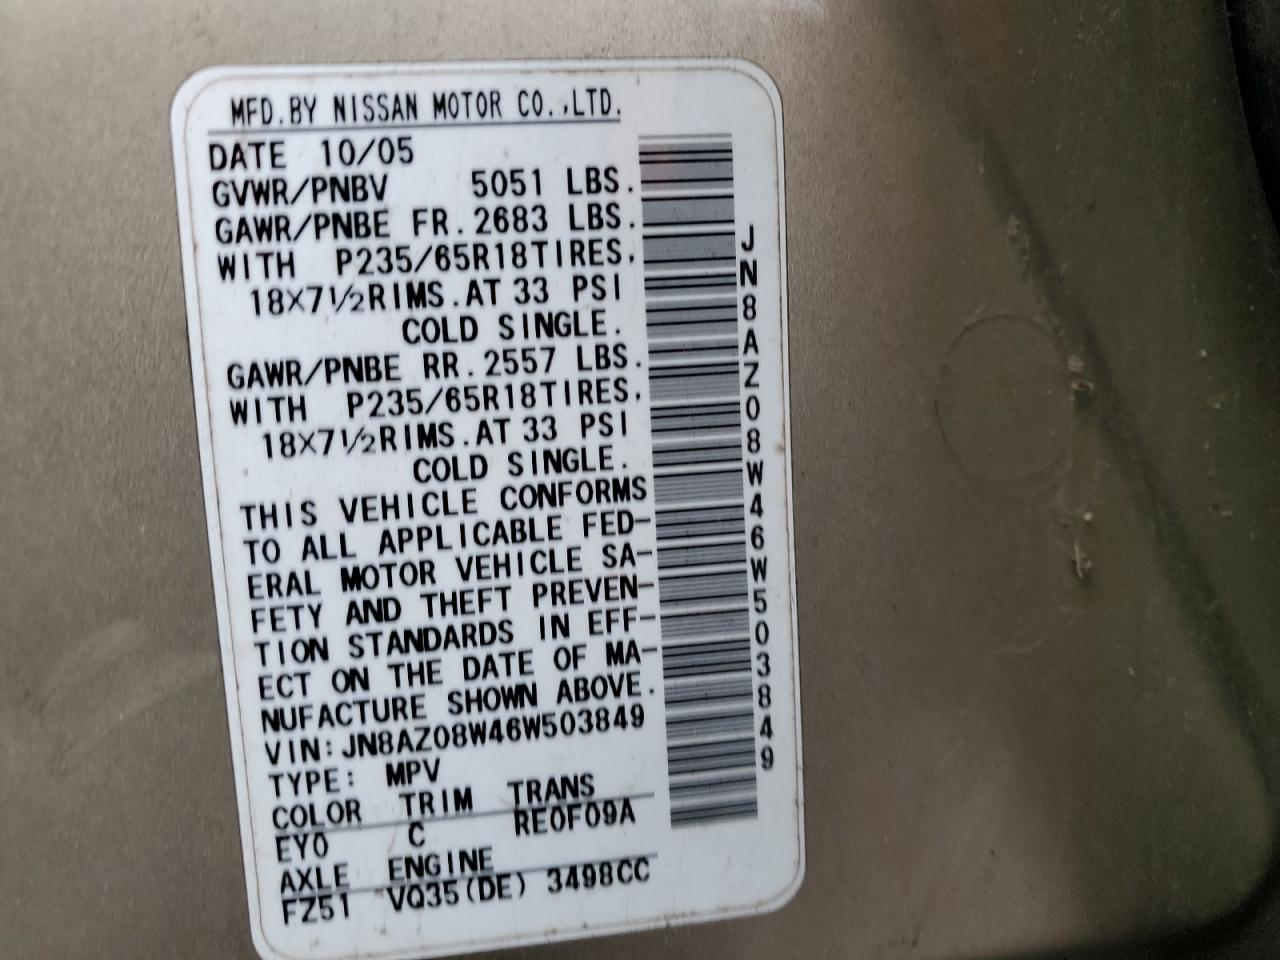 MFD.BY NISSAN MOTOR CO.,LTD.
DATE 10/05
GVWR/PNBV 5051 LBS.
GAWR/PNBE FR. 2683 LBS.
WITH P235/65R18TIRES.
18X7½RIMS.AT 33 PSI
COLD SINGLE.
GAWR/PNBE RR. 2557 LBS.
WITH P235/65R18TIRES.
18X7½RIMS.AT 33 PSI
COLD SINGLE.
THIS VEHICLE CONFORMS
TO ALL APPLICABLE FED-
ERAL MOTOR VEHICLE SA-
FETY AND THEFT PREVEN-
TION STANDARDS IN EFF-
ECT ON THE DATE OF MA-
NUFACTURE SHOWN ABOVE.
VIN: JN8AZ08W46W503849
TYPE: MPV
COLOR TRIM TRANS
EY0 C RE0F09A
AXLE ENGINE
FZ51 VQ35(DE) 3498CC
JN8AZ08W46W503849